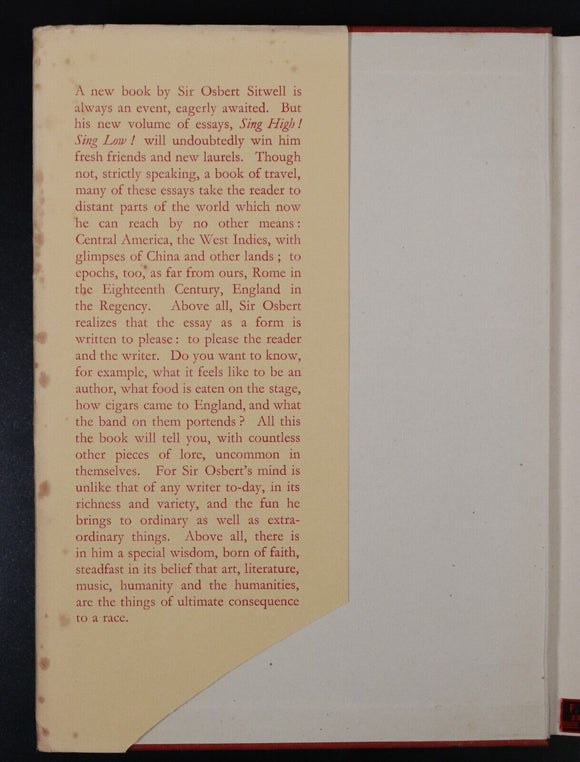 A new book by Sir Osbert Sitwell is
always an event, eagerly awaited. But
his new volume of essays, Sing High !
Sing Low ! will undoubtedly win him
fresh friends and new laurels. Though
not, strictly speaking, a book of travel,
many of these essays take the reader to
distant parts of the world which now
he can reach by no other means :
Central America, the West Indies, with
glimpses of China and other lands ; to
epochs, too, as far from ours, Rome in
the Eighteenth Century, England in
the Regency. Above all, Sir Osbert
realizes that the essay as a form is
written to please : to please the reader
and the writer. Do you want to know,
for example, what it feels like to be an
author, what food is eaten on the stage,
how cigars came to England, and what
the band on them portends ? All this
the book will tell you, with countless
other pieces of lore, uncommon in
themselves. For Sir Osbert's mind is
unlike that of any writer to-day, in its
richness and variety, and the fun he
brings to ordinary as well as extra-
ordinary things. Above all, there is
in him a special wisdom, born of faith,
steadfast in its belief that art, literature,
music, humanity and the humanities,
are the things of ultimate consequence
to a race.